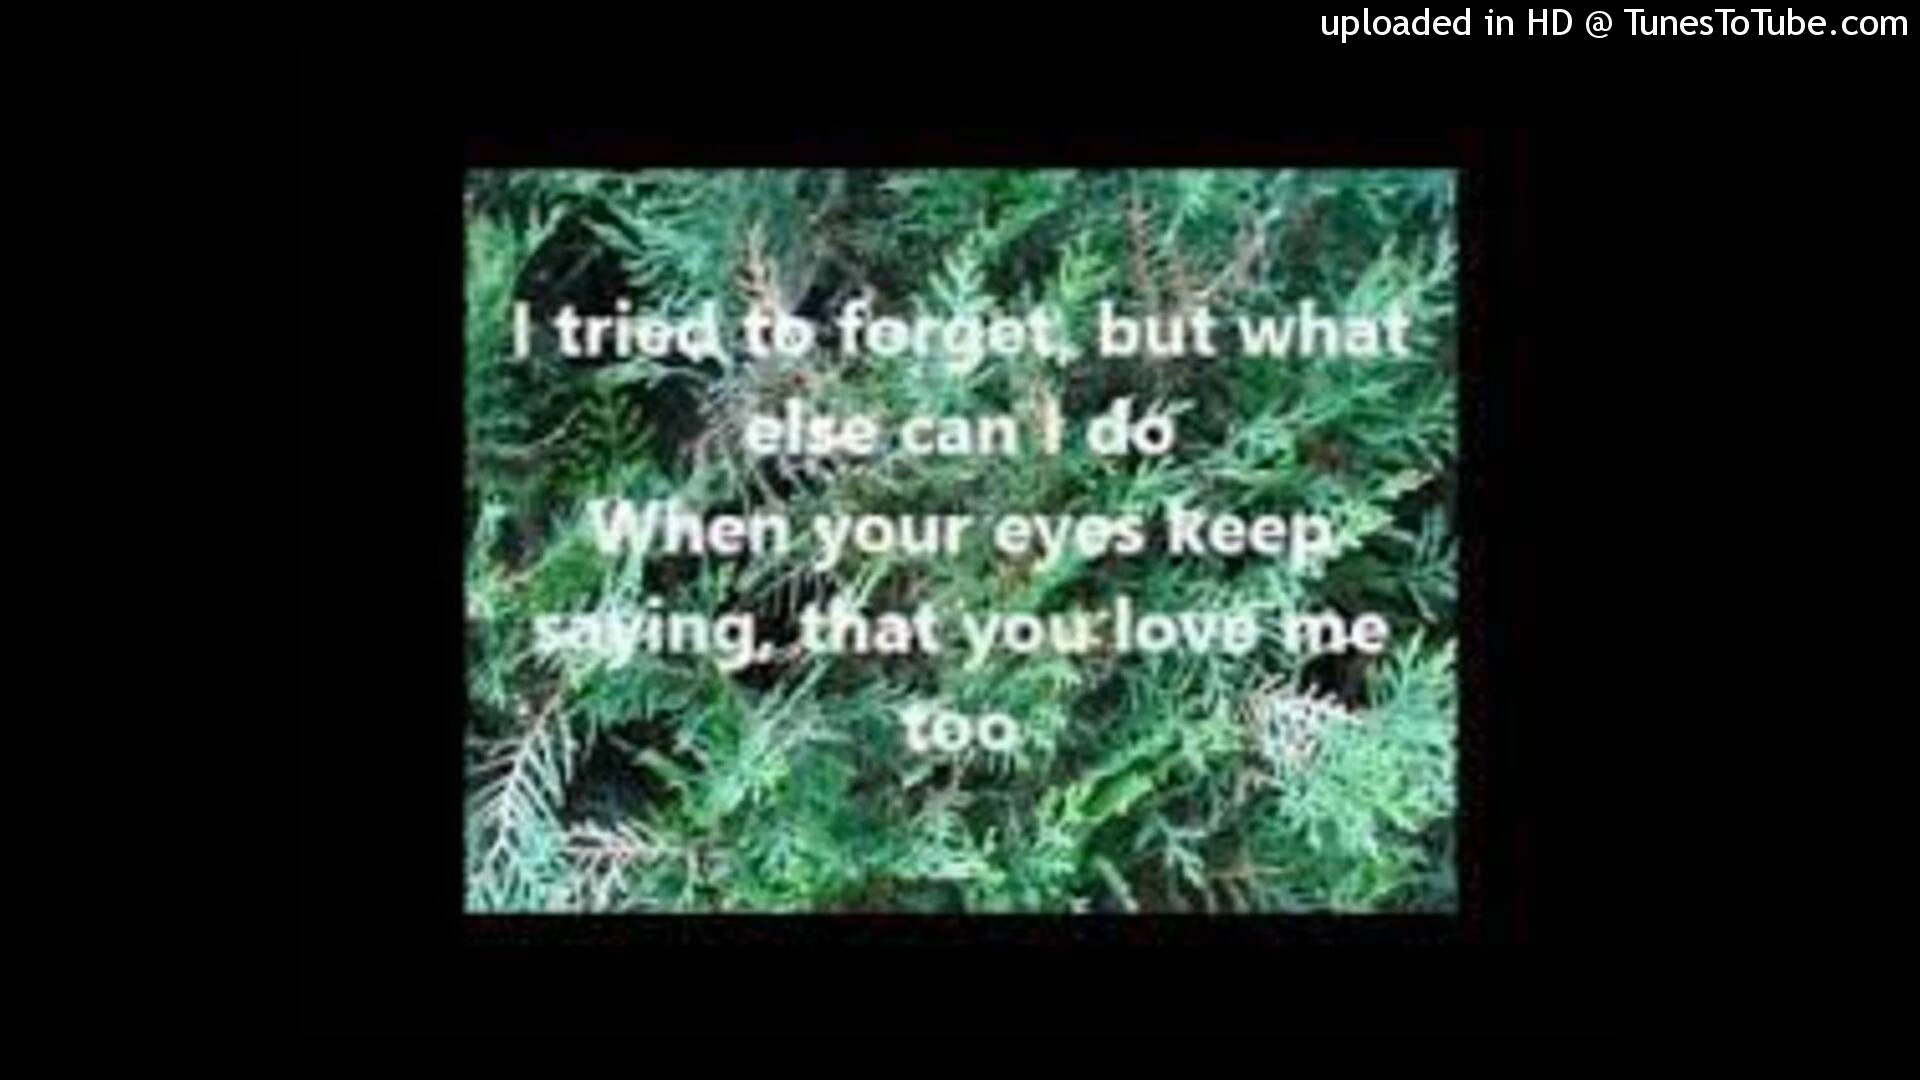 uploaded in HD @ TunesToTube.com
I tried to forget, but what
else can I do
When your eyes keep
saying, that you love me
too